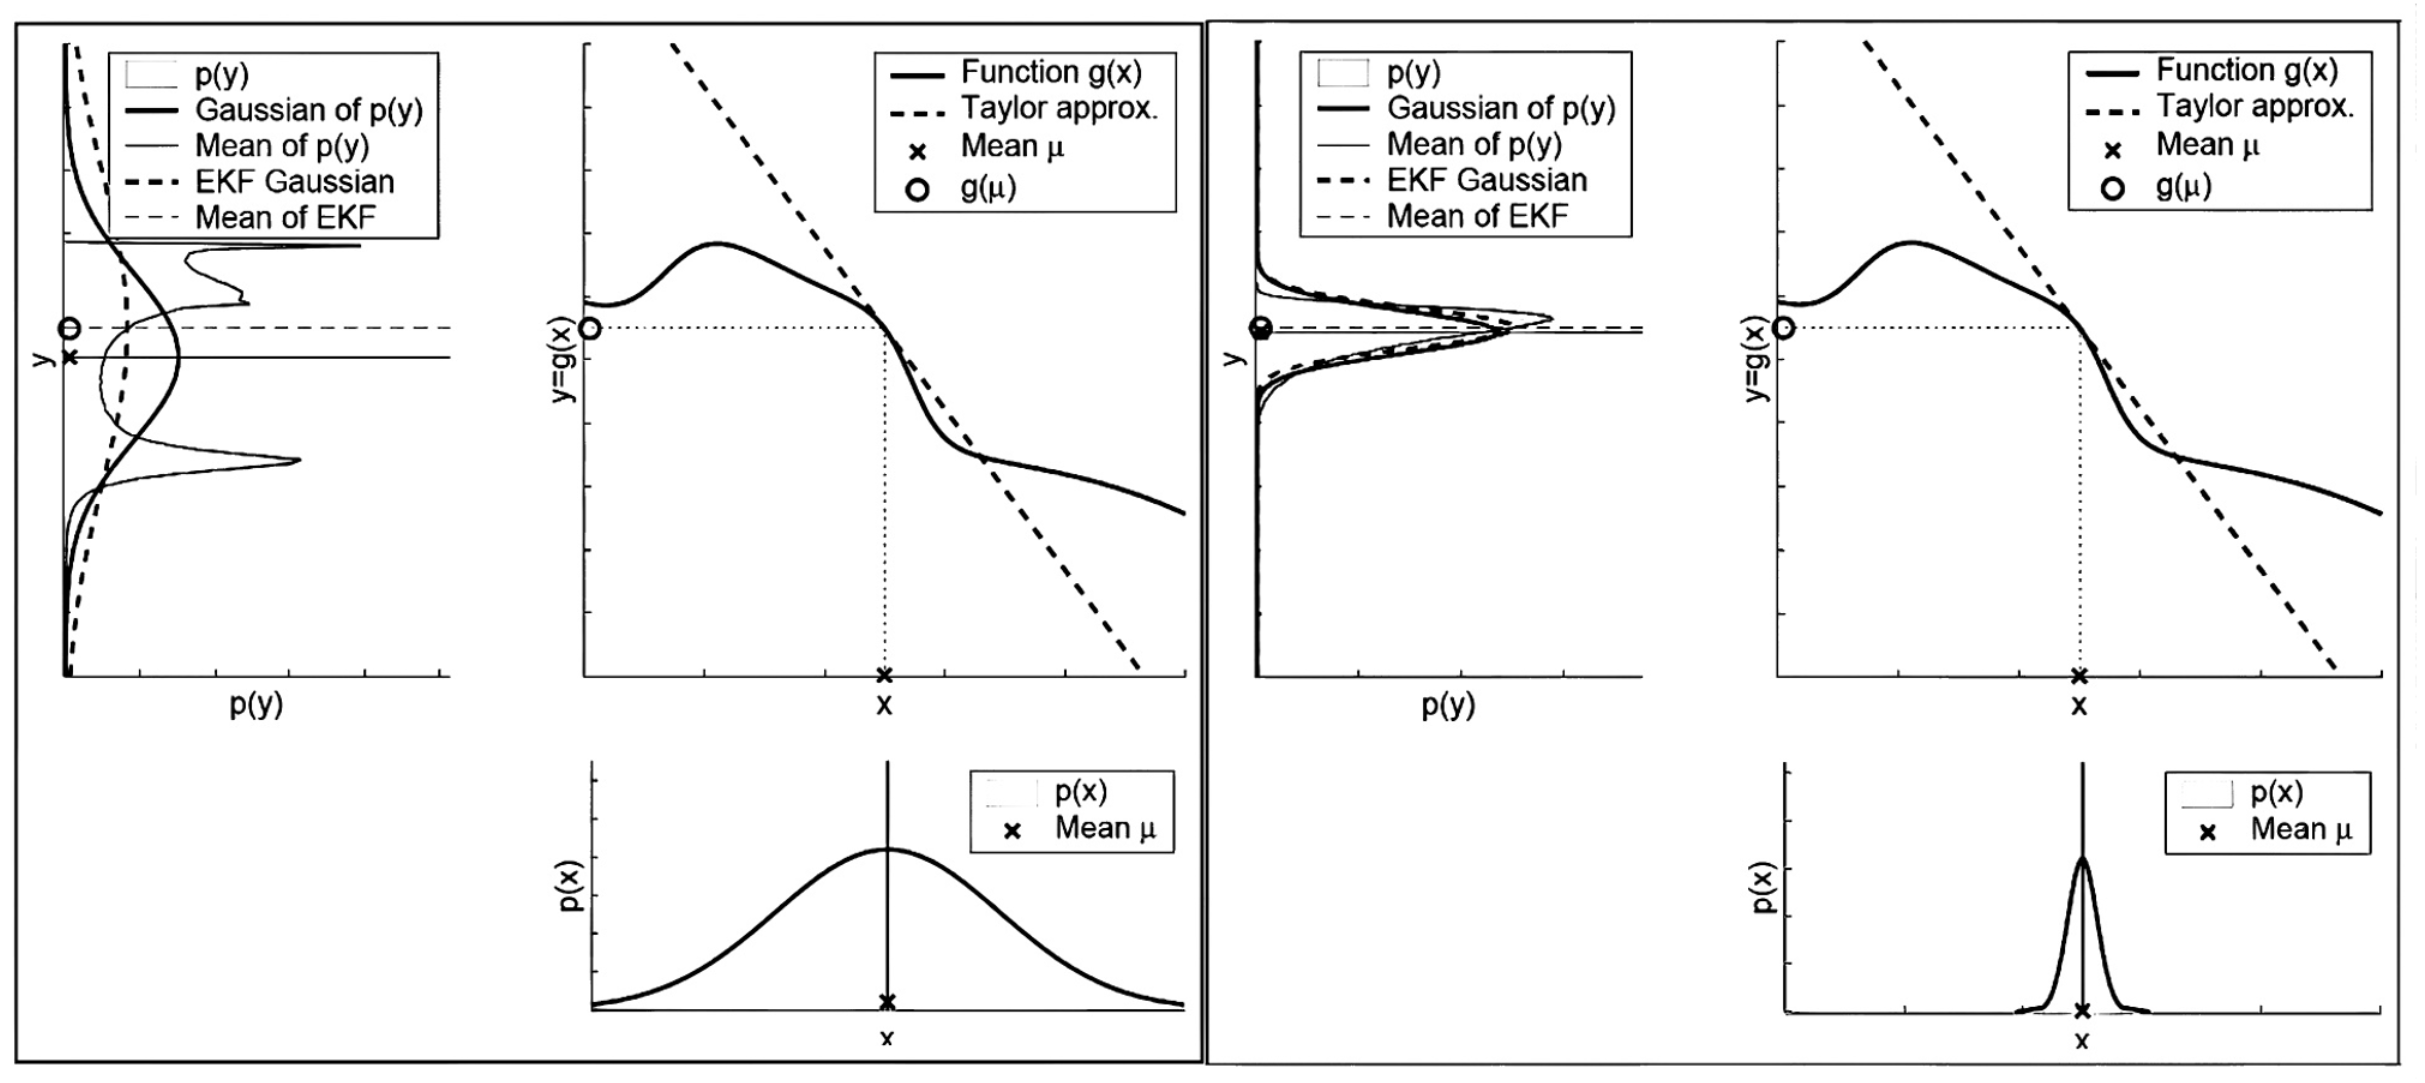 p(y)
Gaussian of p(y)
Mean of p(y)
EKF Gaussian
Mean of EKF
y
p(y)
Function g(x)
Taylor approx.
Mean μ
g(μ)
y=g(x)
x
p(x)
Mean μ
p(x)
x
p(y)
Gaussian of p(y)
Mean of p(y)
EKF Gaussian
Mean of EKF
y
p(y)
Function g(x)
Taylor approx.
Mean μ
g(μ)
y=g(x)
x
p(x)
Mean μ
p(x)
x